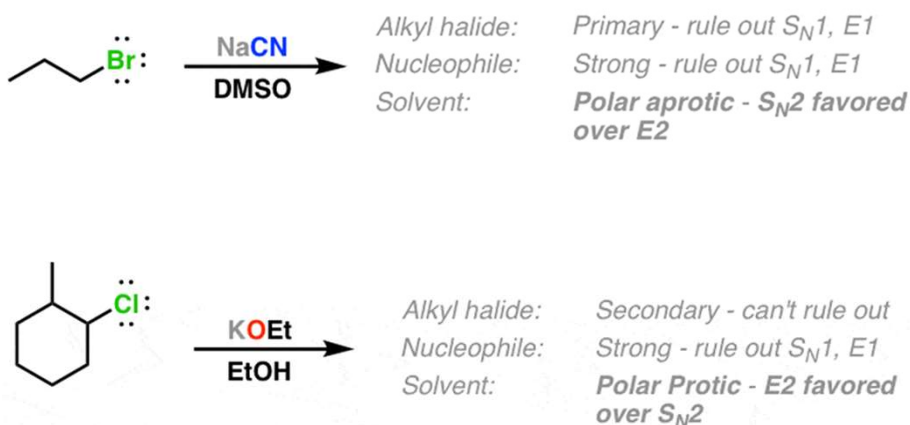 Br
NaCN
DMSO
Alkyl halide: Primary - rule out SN1, E1
Nucleophile: Strong - rule out SN1, E1
Solvent: Polar aprotic - SN2 favored
over E2
Cl
KOEt
EtOH
Alkyl halide: Secondary - can't rule out
Nucleophile: Strong - rule out SN1, E1
Solvent: Polar Protic - E2 favored
over SN2